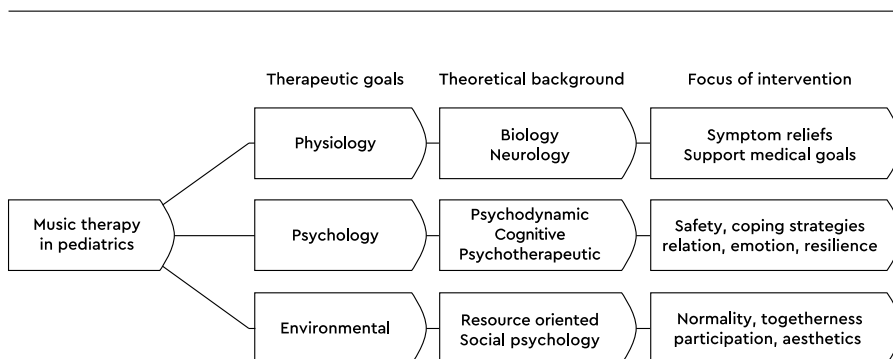 Therapeutic goals
Theoretical background
Focus of intervention
Physiology
Biology
Neurology
Symptom reliefs
Support medical goals
Music therapy
in pediatrics
Psychology
Psychodynamic
Cognitive
Psychotherapeutic
Safety, coping strategies
relation, emotion, resilience
Environmental
Resource oriented
Social psychology
Normality, togetherness
participation, aesthetics